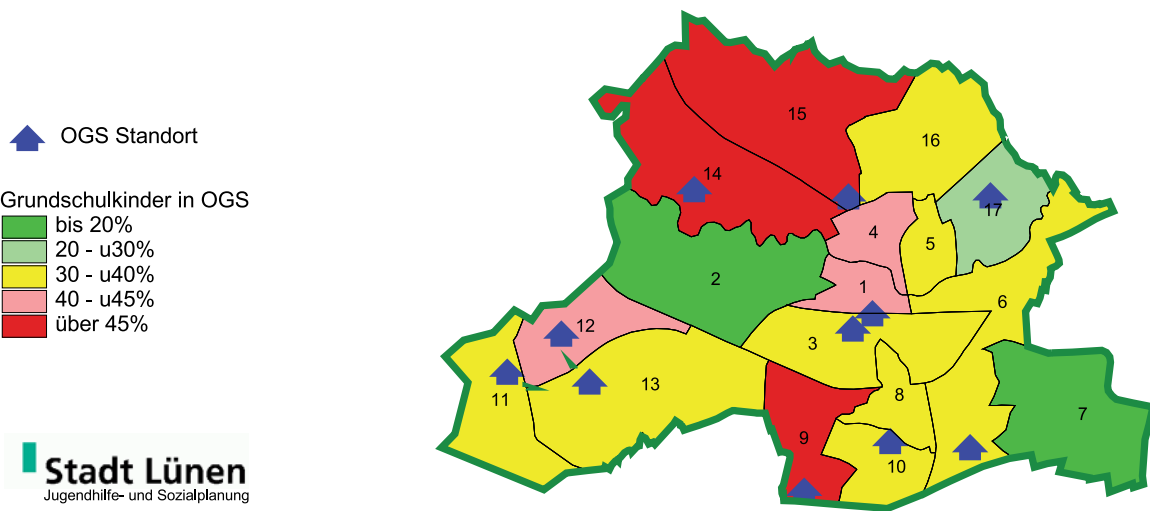 OGS Standort
Grundschulkinder in OGS
bis 20%
20 - u30%
30 - u40%
40 - u45%
über 45%
Stadt Lünen
Jugendhilfe- und Sozialplanung
15
16
14
17
4
5
2
1
6
12
3
13
8
11
7
9
10